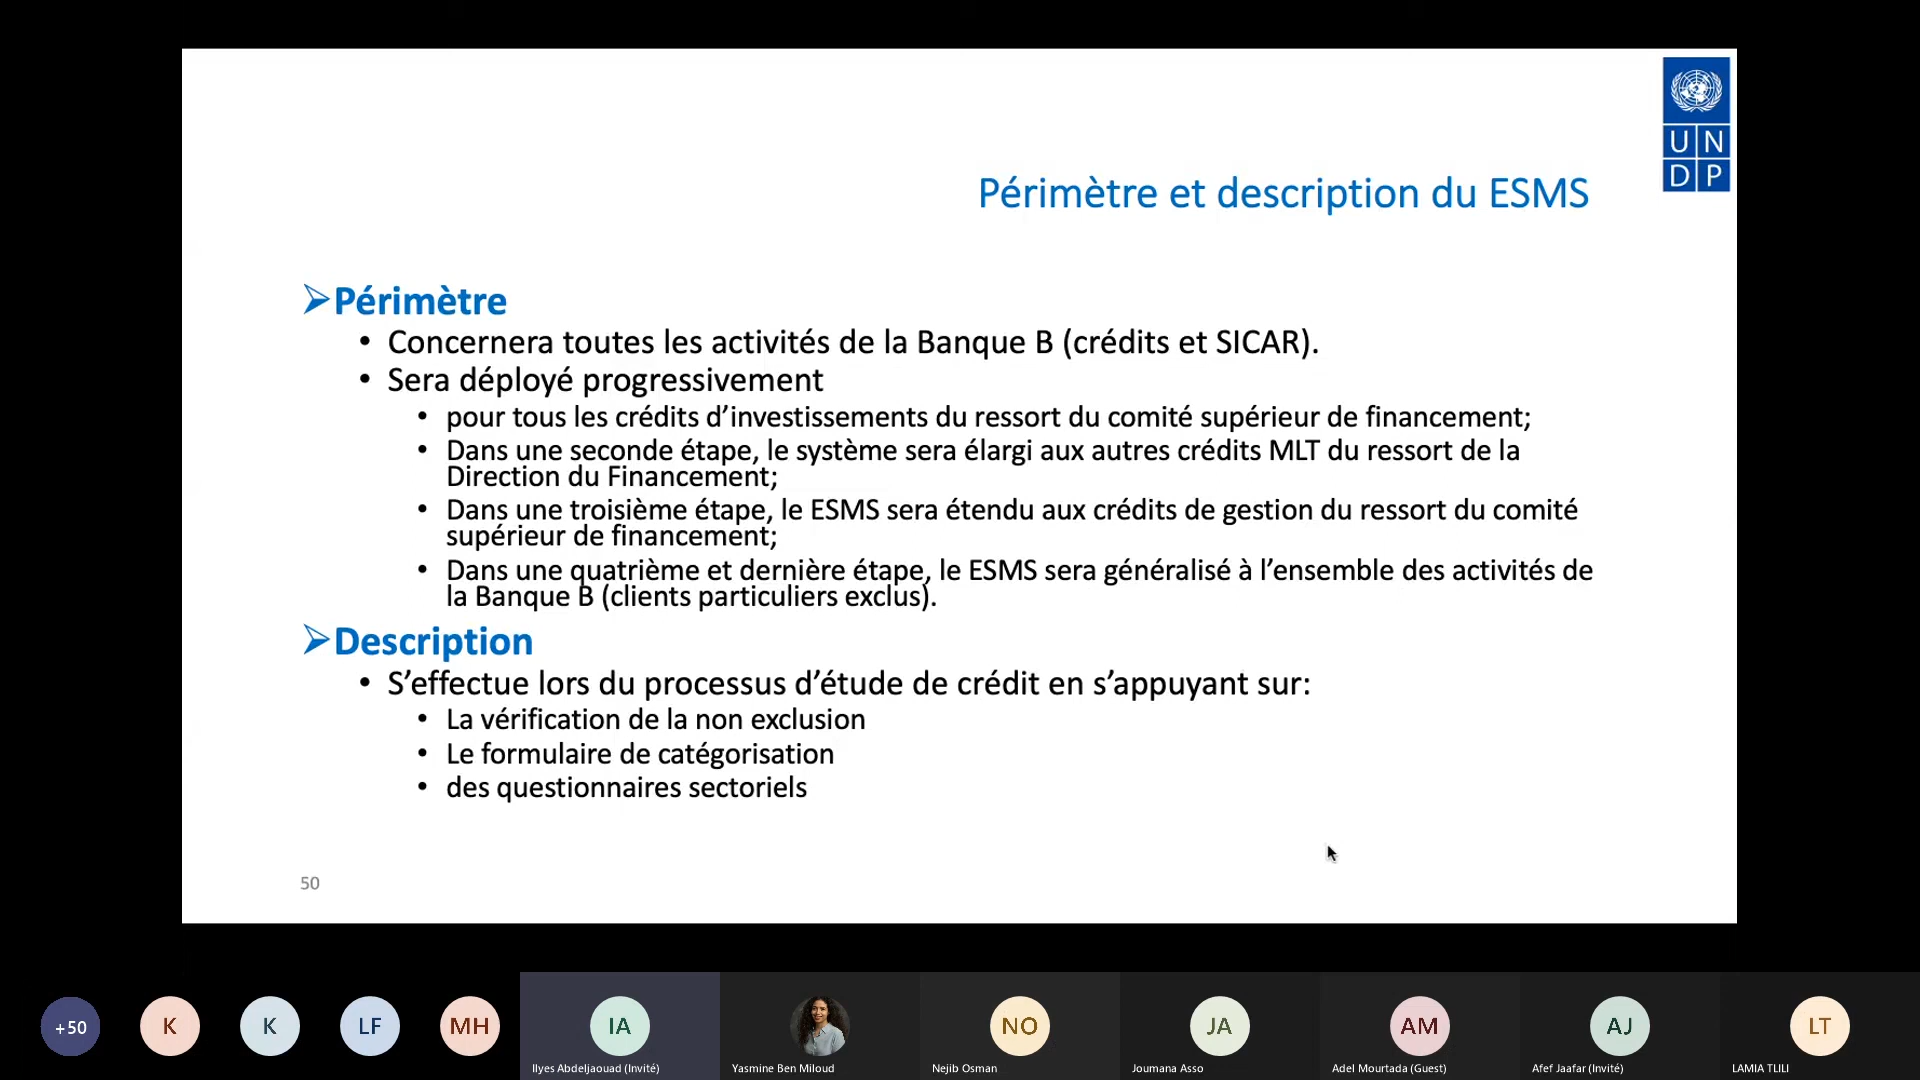 U N
D P
Périmètre et description du ESMS
Périmètre
• Concernera toutes les activités de la Banque B (crédits et SICAR).
• Sera déployé progressivement
• pour tous les crédits d’investissements du ressort du comité supérieur de financement;
• Dans une seconde étape, le système sera élargi aux autres crédits MLT du ressort de la
Direction du Financement;
• Dans une troisième étape, le ESMS sera étendu aux crédits de gestion du ressort du comité
supérieur de financement;
• Dans une quatrième et dernière étape, le ESMS sera généralisé à l’ensemble des activités de
la Banque B (clients particuliers exclus).
Description
• S’effectue lors du processus d’étude de crédit en s’appuyant sur:
• La vérification de la non exclusion
• Le formulaire de catégorisation
• des questionnaires sectoriels
50
+50 K K LF MH IA NO JA AM AJ LT
Ilyes Abdeljaouad (Invité) Yasmine Ben Miloud Nejib Osman Joumana Asso Adel Mourtada (Guest) Afef Jaafar (Invité) LAMIA TLILI